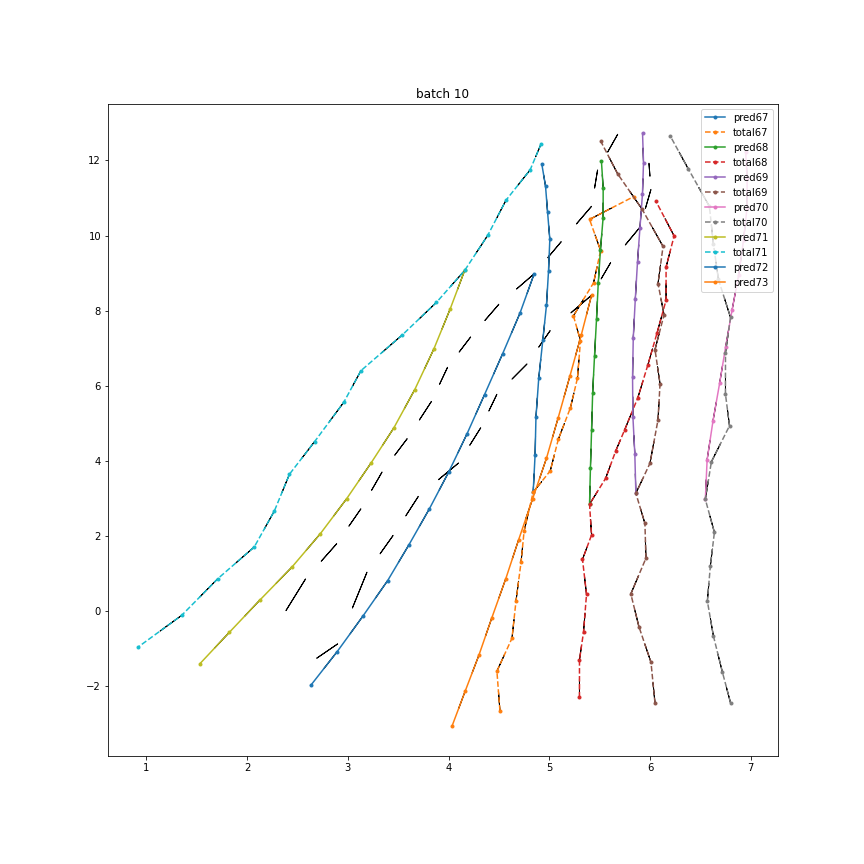 batch 10
pred67
total67
pred68
total68
pred69
total69
pred70
total70
pred71
total71
pred72
pred73
12
10
8
6
4
2
0
−2
1 2 3 4 5 6 7